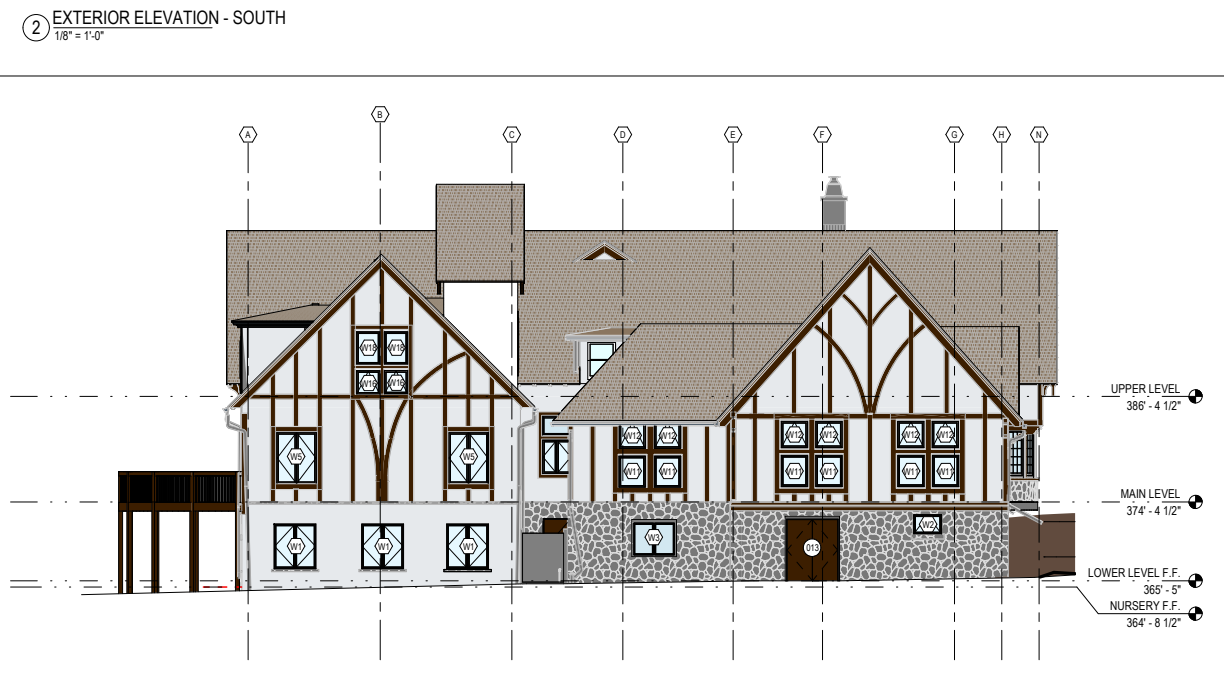 2 EXTERIOR ELEVATION - SOUTH
1/8" = 1'-0"
B
A C D E F G H N
W18 W18
W16 W16
UPPER LEVEL
386' - 4 1/2"
W12 W12 W12 W12 W12 W12
W5 W5
W11 W11 W11 W11 W11 W11
MAIN LEVEL
374' - 4 1/2"
W2
W3
W1 W1 W1 013
LOWER LEVEL F.F.
365' - 5"
NURSERY F.F.
364' - 8 1/2"